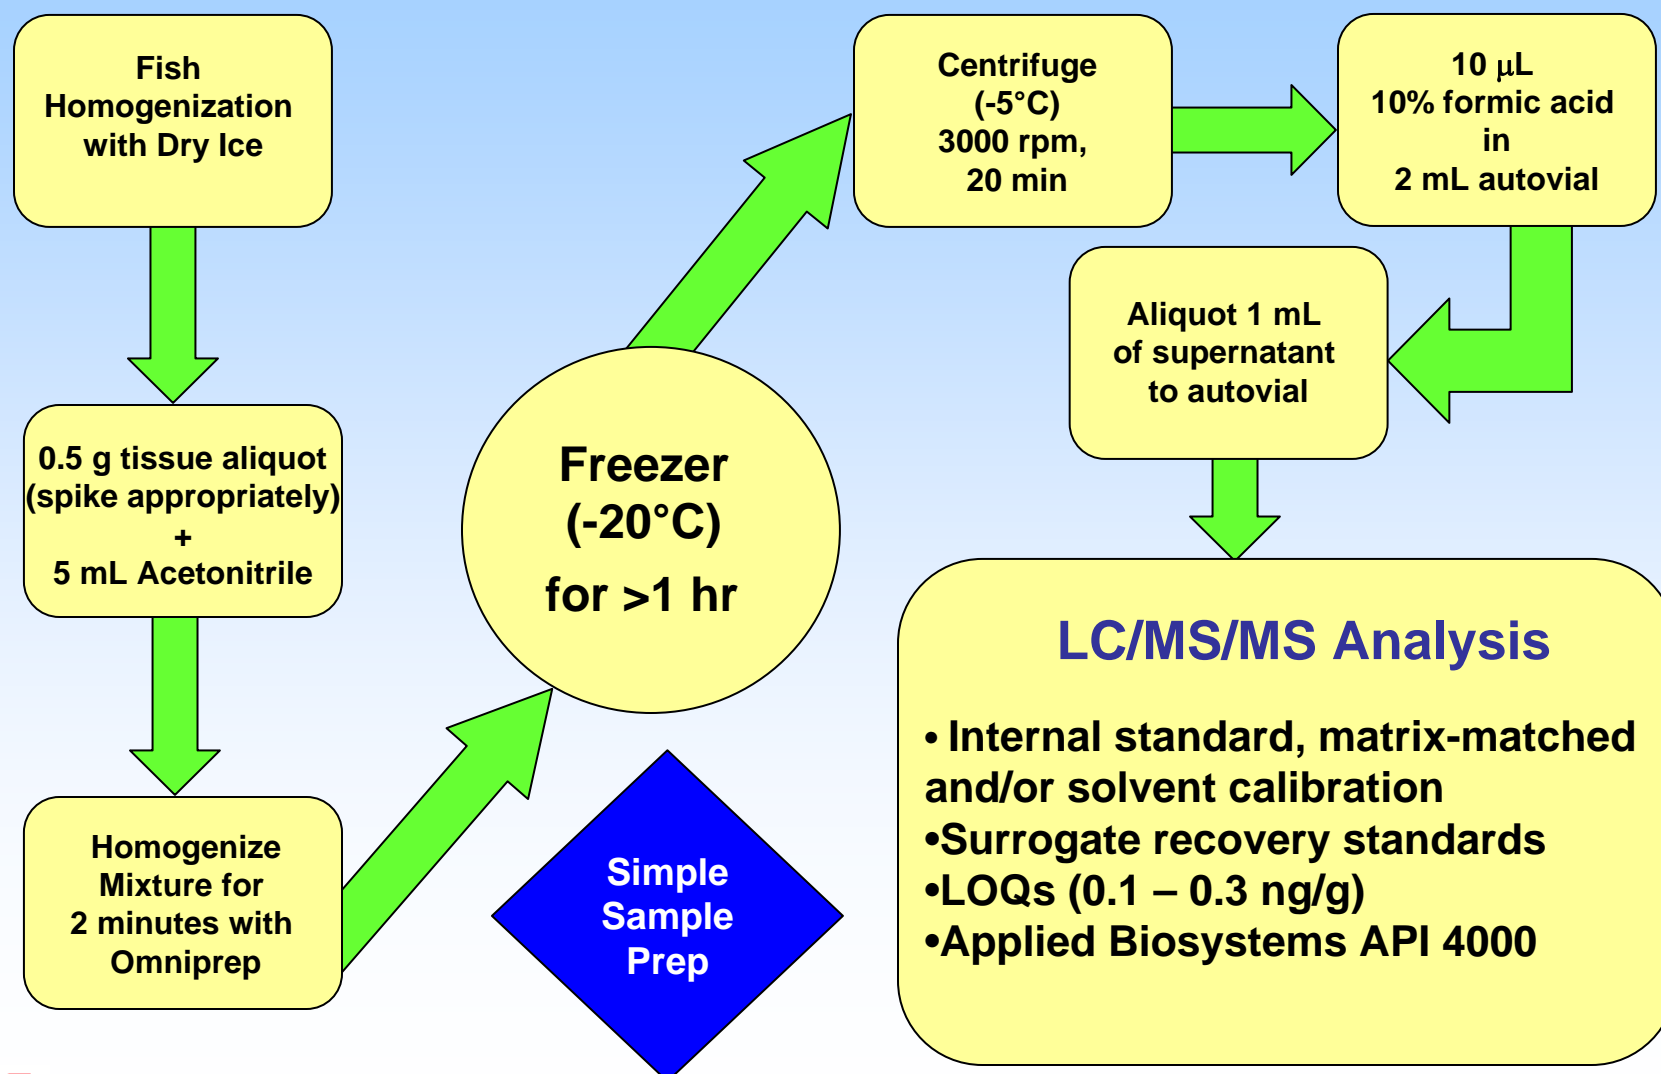 Fish
Homogenization
with Dry Ice
0.5 g tissue aliquot
(spike appropriately)
+
5 mL Acetonitrile
Homogenize
Mixture for
2 minutes with
Omniprep
Freezer
(-20°C)
for >1 hr
Centrifuge
(-5°C)
3000 rpm,
20 min
10 μL
10% formic acid
in
2 mL autovial
Aliquot 1 mL
of supernatant
to autovial
LC/MS/MS Analysis
• Internal standard, matrix-matched
and/or solvent calibration
•Surrogate recovery standards
•LOQs (0.1 – 0.3 ng/g)
•Applied Biosystems API 4000
Simple
Sample
Prep